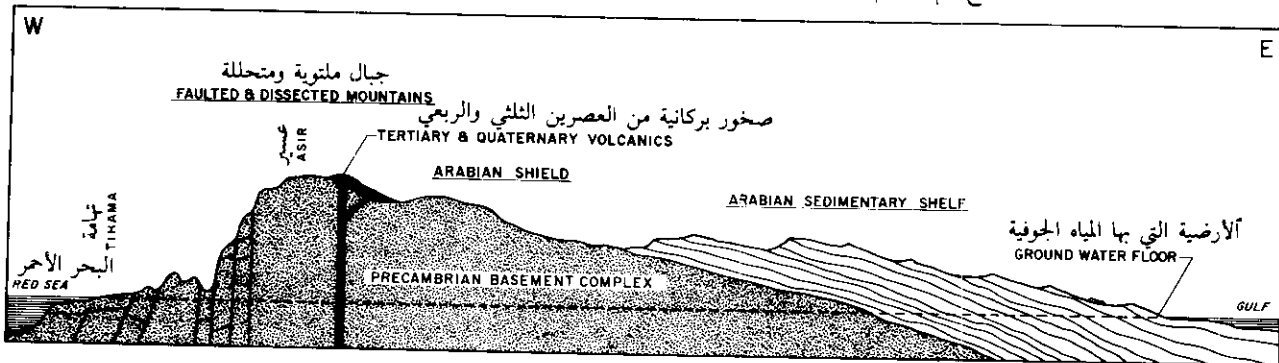 W
E
جبال ملتوية ومتحللة
FAULTED & DISSECTED MOUNTAINS
صخور بركانية من العصرين الثلثي والربعي
TERTIARY & QUATERNARY VOLCANICS
عسير
ASIR
ARABIAN SHIELD
ARABIAN SEDIMENTARY SHELF
تهامة
TIHAMA
الأرضية التي بها المياه الجوفية
GROUND WATER FLOOR
البحر الأحمر
RED SEA
PRECAMBRIAN BASEMENT COMPLEX
GULF